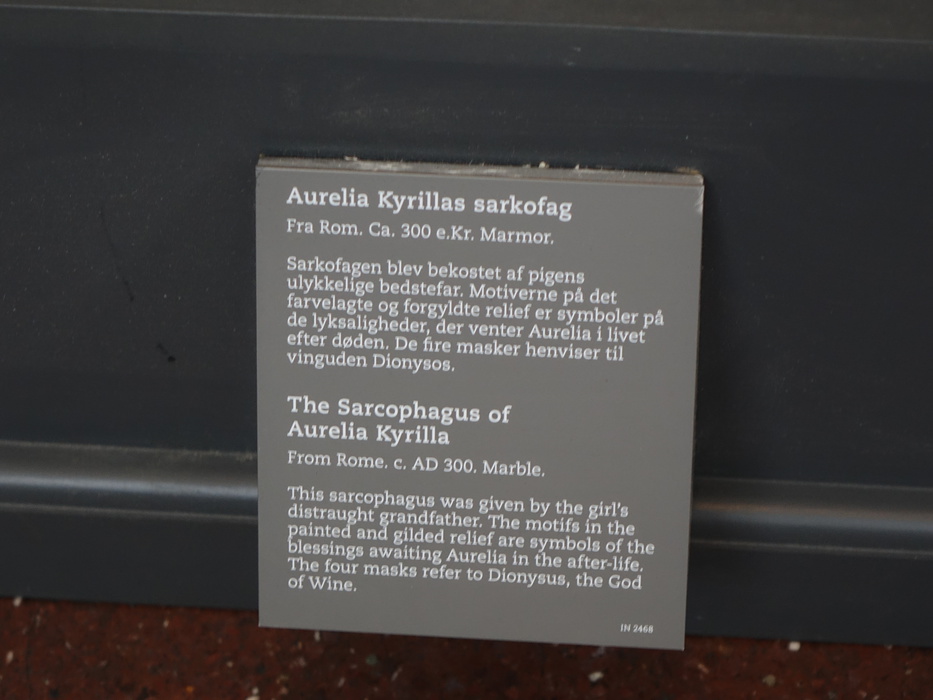 Aurelia Kyrillas sarkofag
Fra Rom. Ca. 300 e.Kr. Marmor.
Sarkofagen blev bekostet af pigens
ulykkelige bedstefar. Motiverne på det
farvelagte og forgyldte relief er symboler på
de lyksaligheder, der venter Aurelia i livet
efter døden. De fire masker henviser til
vinguden Dionysos.
The Sarcophagus of
Aurelia Kyrilla
From Rome. c. AD 300. Marble.
This sarcophagus was given by the girl's
distraught grandfather. The motifs in the
painted and gilded relief are symbols of the
blessings awaiting Aurelia in the after-life.
The four masks refer to Dionysus, the God
of Wine.
IN 2468